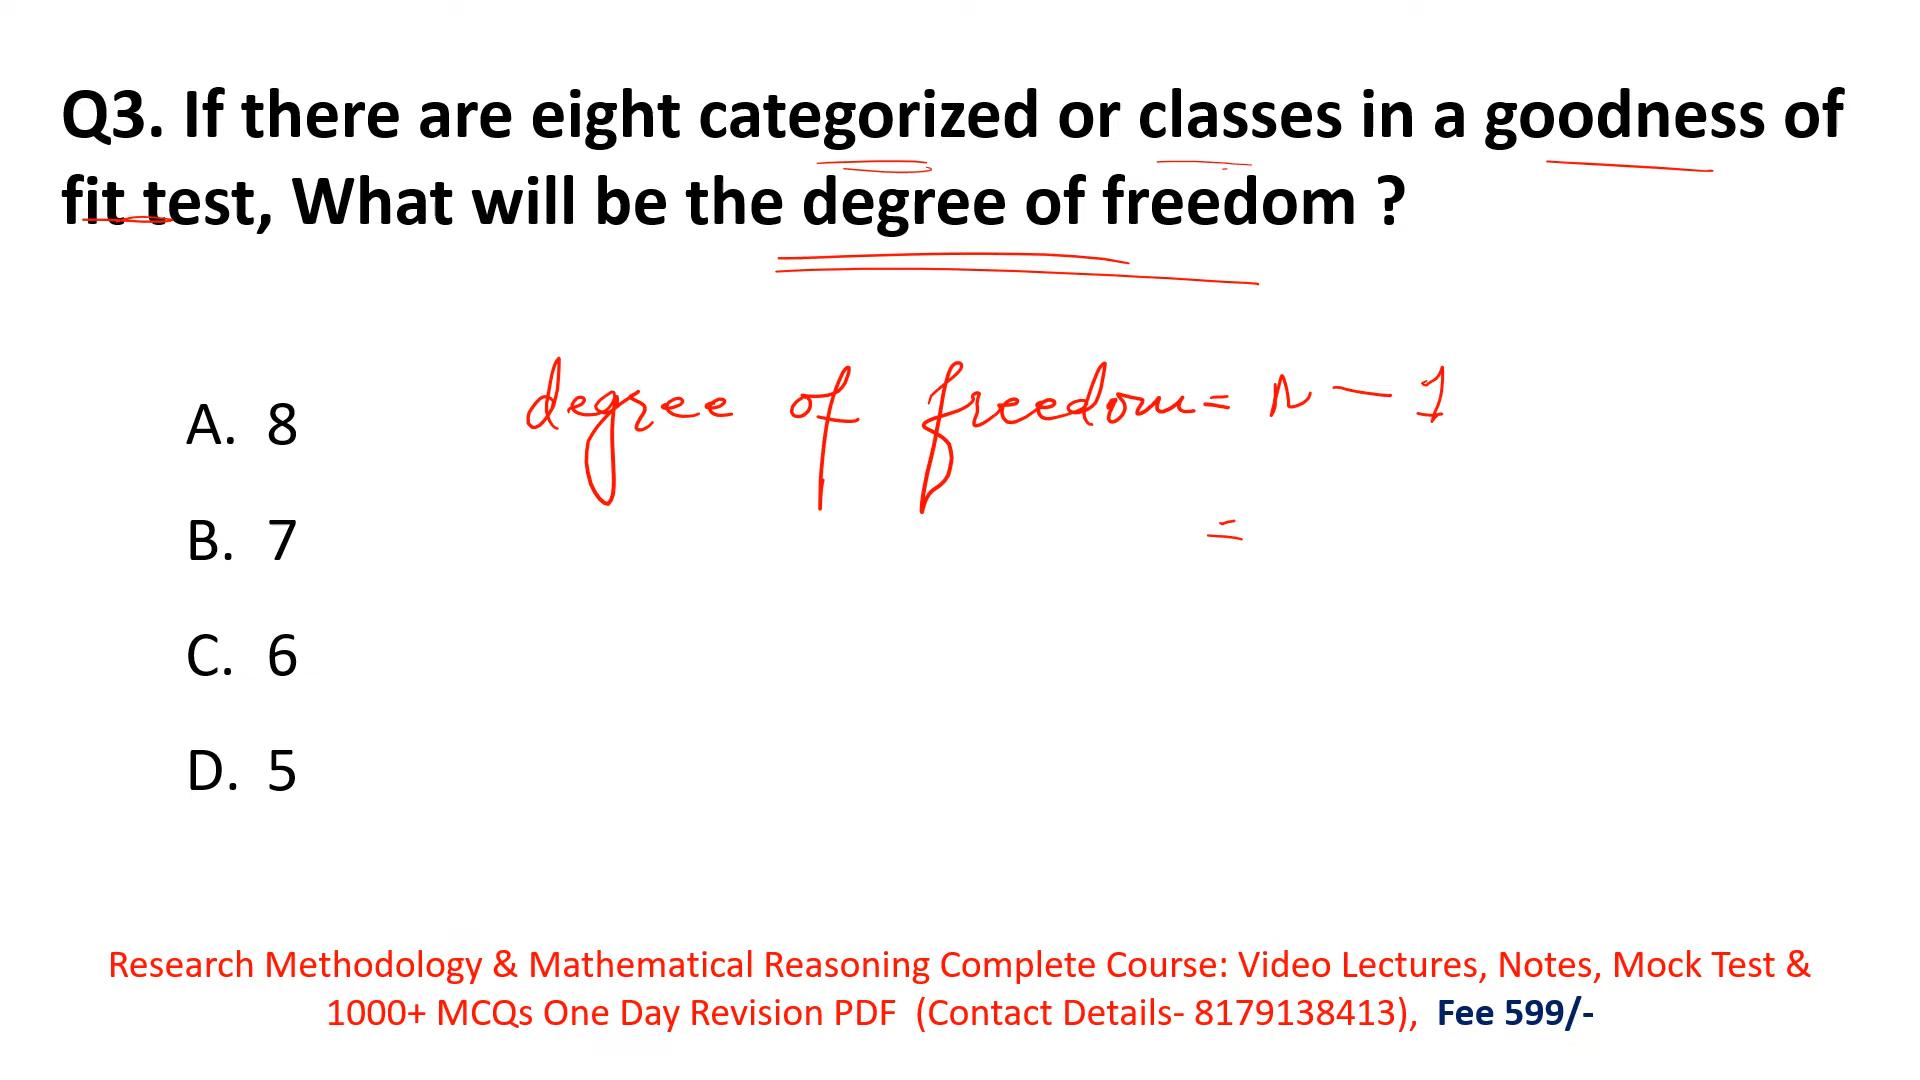 Q3. If there are eight categorized or classes in a goodness of
fit test, What will be the degree of freedom ?
degree of freedom = n - 1
=
A. 8
B. 7
C. 6
D. 5
Research Methodology & Mathematical Reasoning Complete Course: Video Lectures, Notes, Mock Test &
1000+ MCQs One Day Revision PDF (Contact Details- 8179138413), Fee 599/-